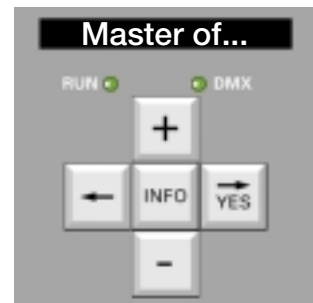 Master of...
RUN DMX
+
INFO YES
-